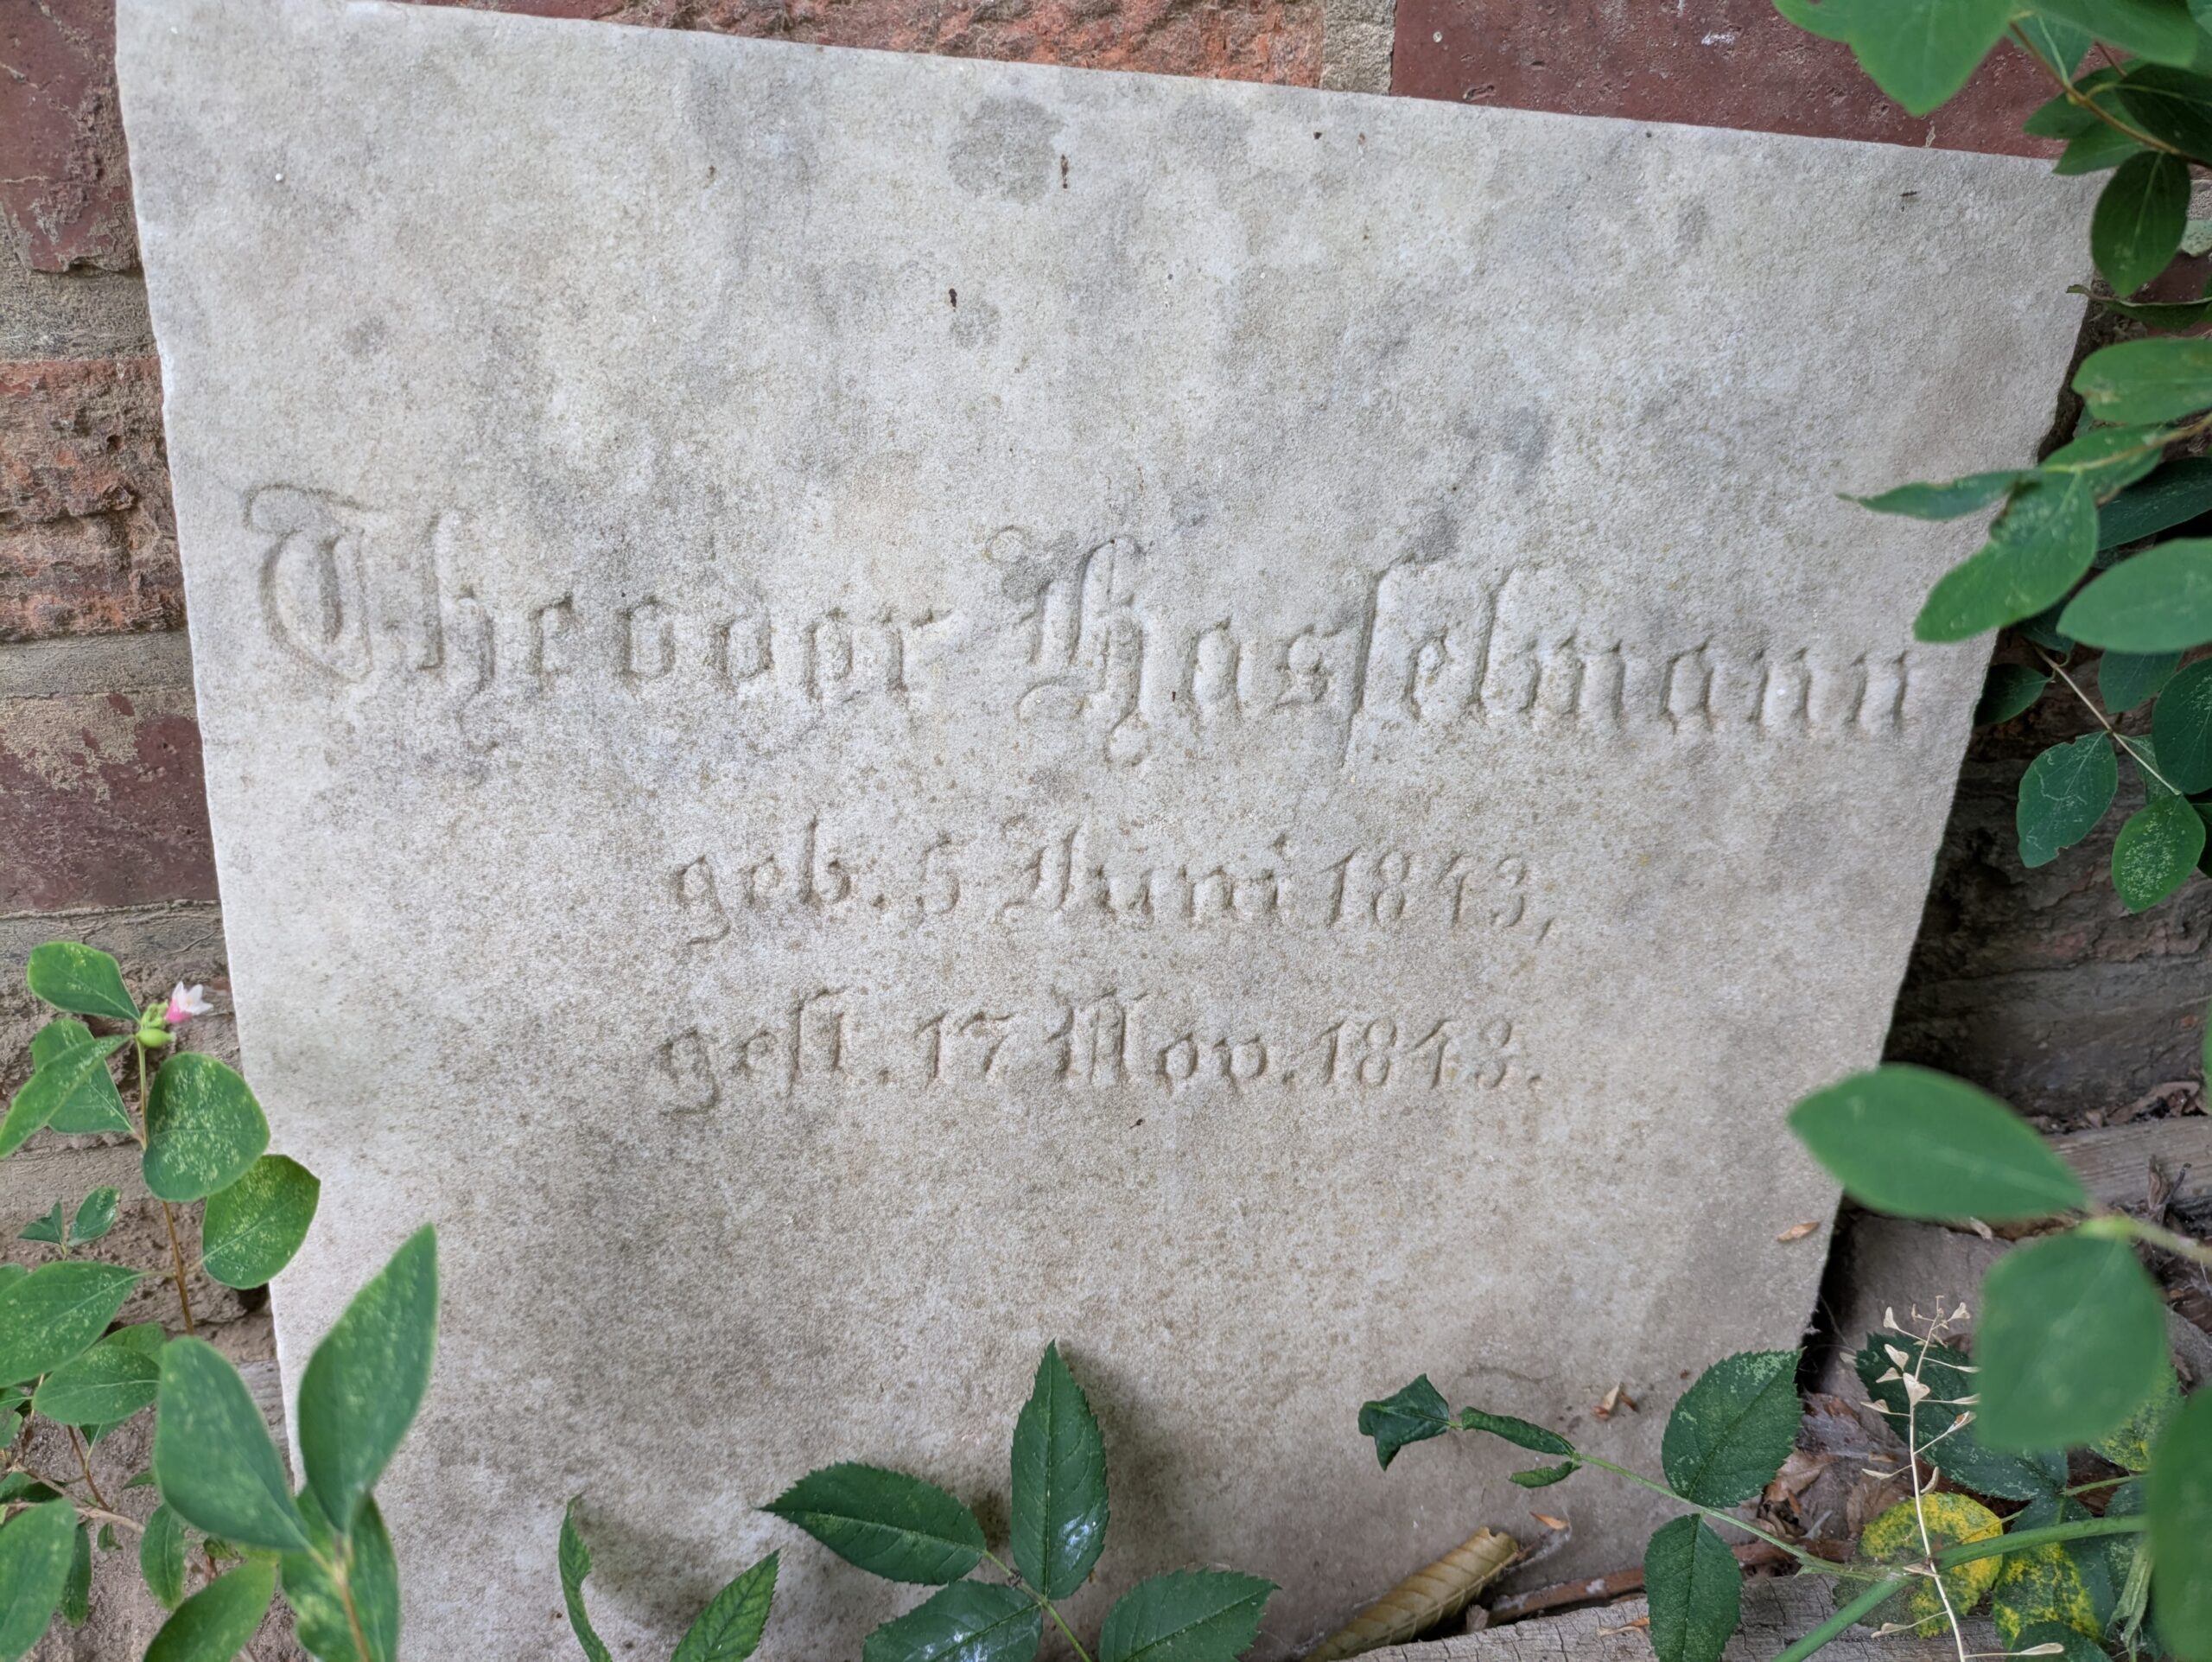 Theodor Hasſelmann
geb. 5 Juni 1843,
geſt. 17 Nov. 1843.